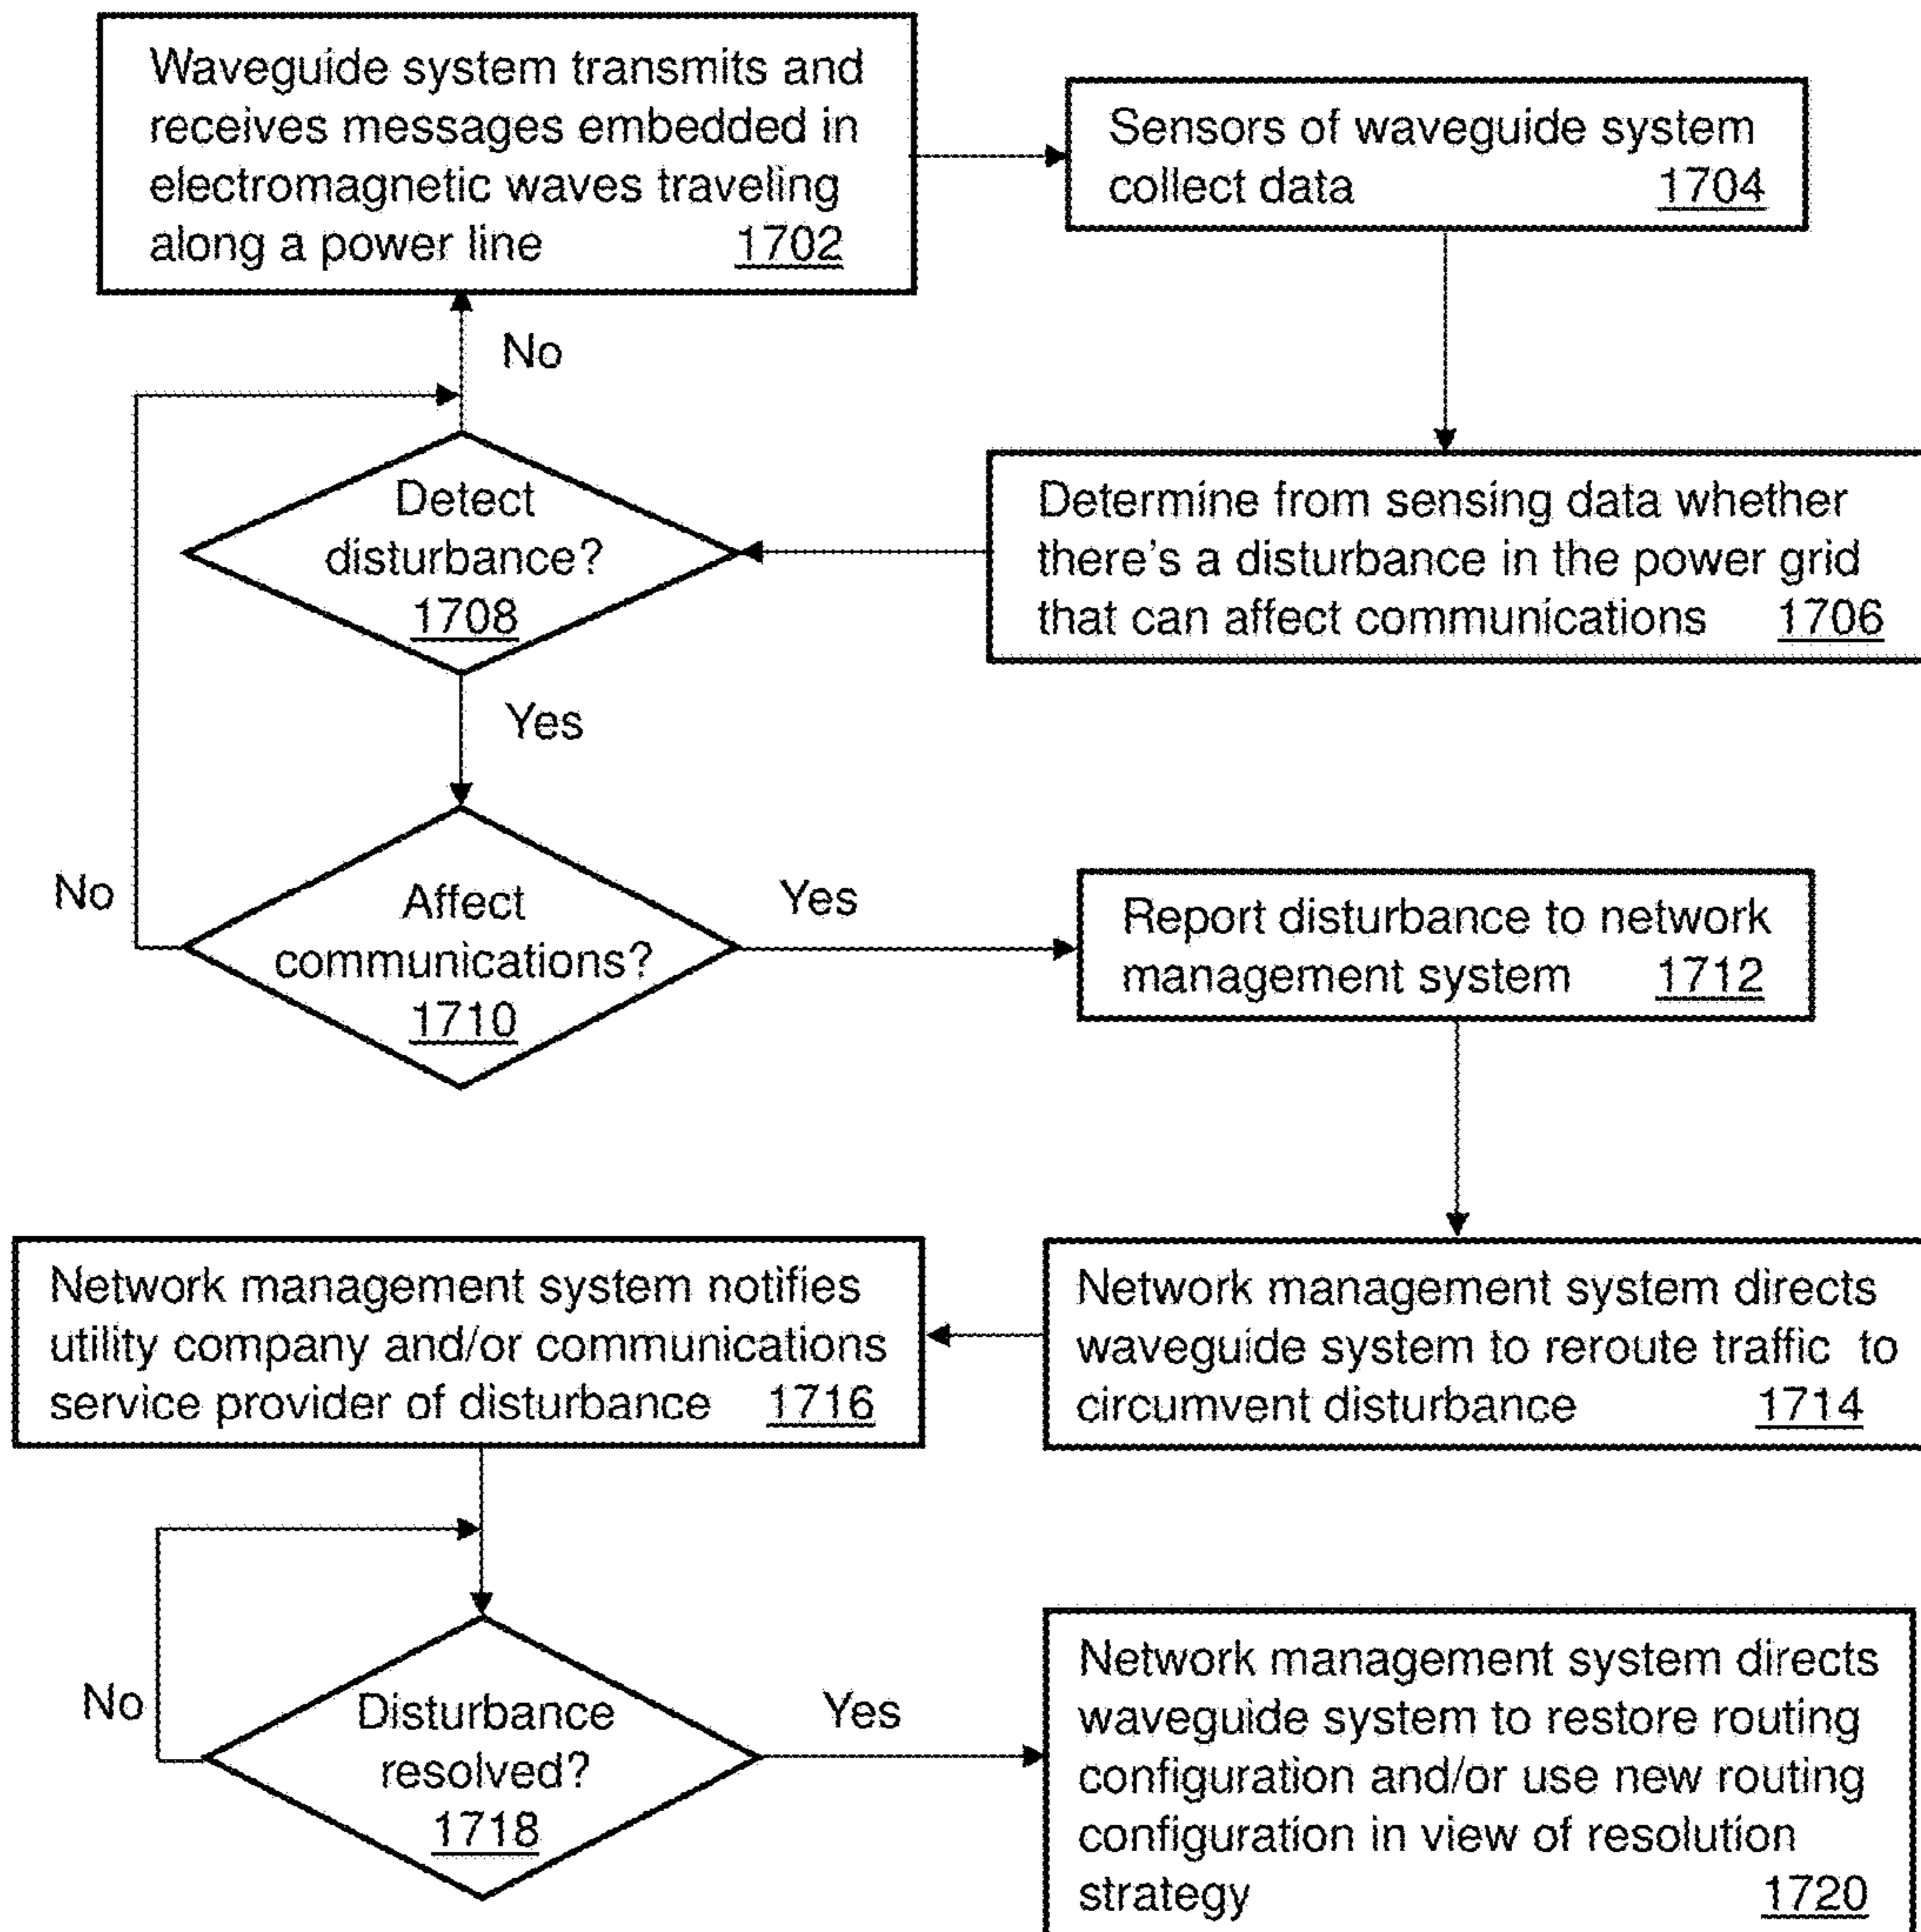 Waveguide system transmits and
receives messages embedded in
electromagnetic waves traveling
along a power line 1702
Sensors of waveguide system
collect data 1704
No
Detect
disturbance?
1708
Determine from sensing data whether
there's a disturbance in the power grid
that can affect communications 1706
Yes
No
Affect
communications?
1710
Yes
Report disturbance to network
management system 1712
Network management system notifies
utility company and/or communications
service provider of disturbance 1716
Network management system directs
waveguide system to reroute traffic to
circumvent disturbance 1714
No
Disturbance
resolved?
1718
Yes
Network management system directs
waveguide system to restore routing
configuration and/or use new routing
configuration in view of resolution
strategy 1720